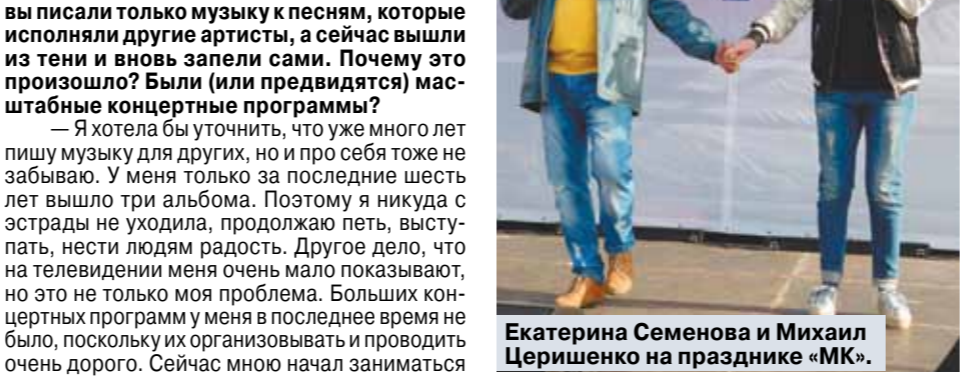 вы писали только музыку к песням, которые
исполняли другие артисты, а сейчас вышли
из тени и вновь запели сами. Почему это
произошло? Были (или предвидятся) мас-
штабные концертные программы?
— Я хотела бы уточнить, что уже много лет
пишу музыку для других, но и про себя тоже не
забываю. У меня только за последние шесть
лет вышло три альбома. Поэтому я никуда с
эстрады не уходила, продолжаю петь, высту-
пать, нести людям радость. Другое дело, что
на телевидении меня очень мало показывают,
но это не только моя проблема. Больших кон-
цертных программ у меня в последнее время не
было, поскольку их организовывать и проводить
очень дорого. Сейчас мною начал заниматься
Екатерина Семенова и Михаил
Церишенко на празднике «МК».